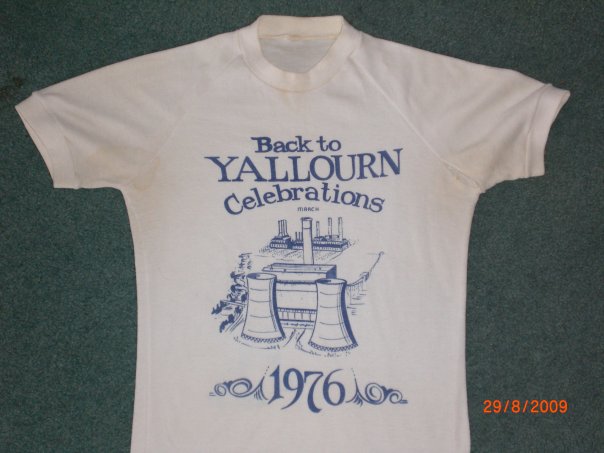 Back to
YALLOURN
Celebrations
MARCH
1976
29/8/2009